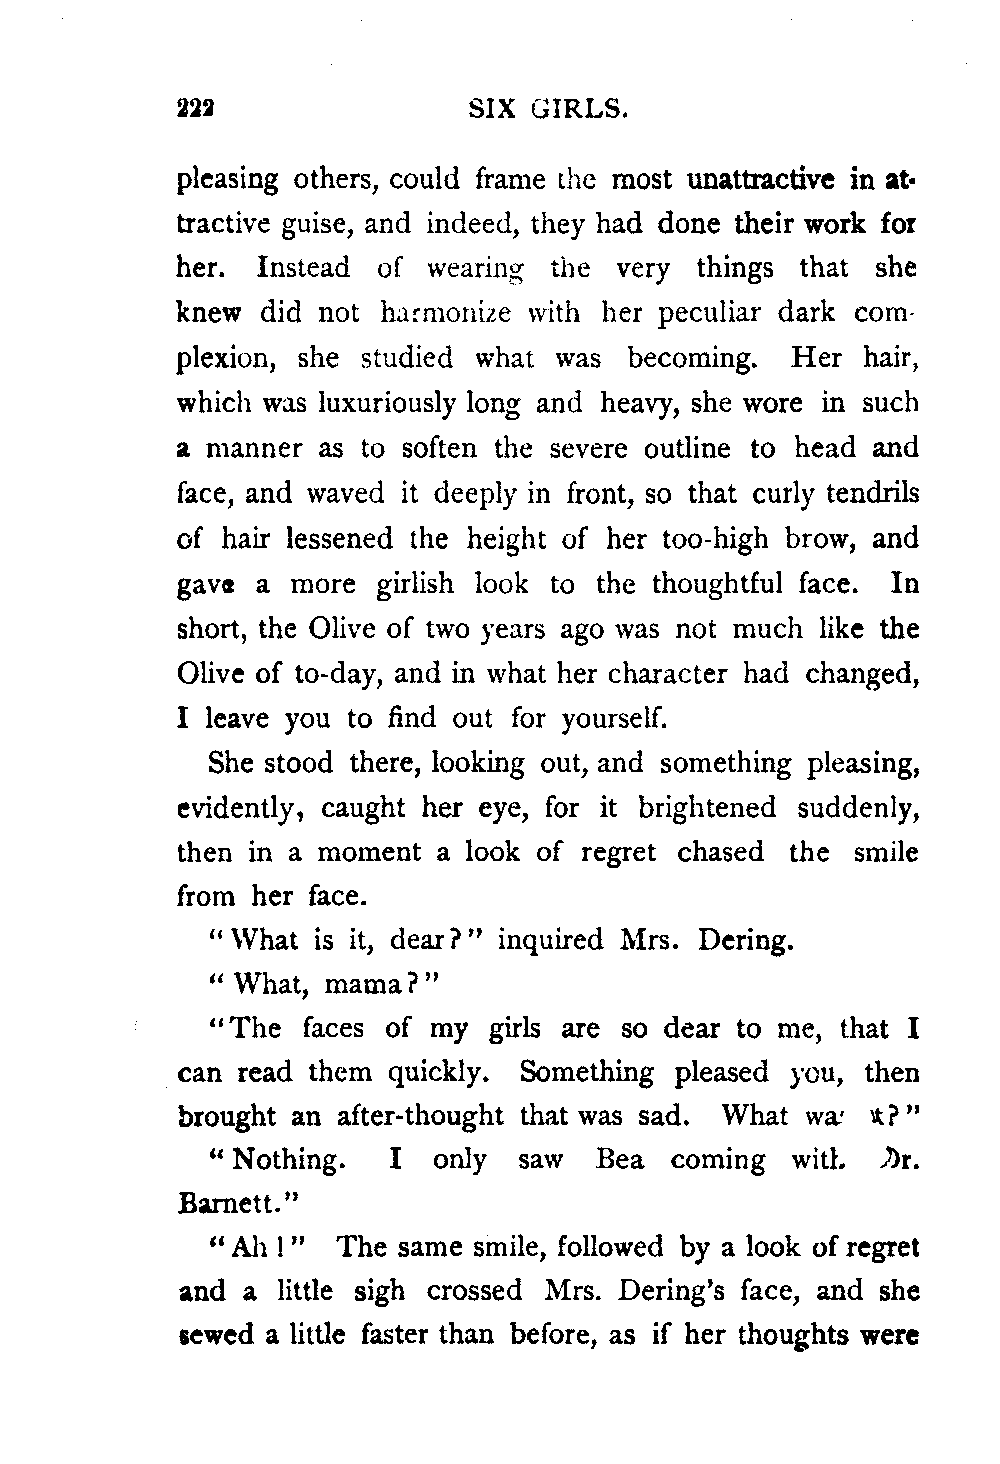 222 SIX GIRLS.
pleasing others, could frame the most unattractive in at-
tractive guise, and indeed, they had done their work for
her. Instead of wearing the very things that she
knew did not harmonize with her peculiar dark com-
plexion, she studied what was becoming. Her hair,
which was luxuriously long and heavy, she wore in such
a manner as to soften the severe outline to head and
face, and waved it deeply in front, so that curly tendrils
of hair lessened the height of her too-high brow, and
gave a more girlish look to the thoughtful face. In
short, the Olive of two years ago was not much like the
Olive of to-day, and in what her character had changed,
I leave you to find out for yourself.
She stood there, looking out, and something pleasing,
evidently, caught her eye, for it brightened suddenly,
then in a moment a look of regret chased the smile
from her face.
"What is it, dear?" inquired Mrs. Dering.
"What, mama?"
"The faces of my girls are so dear to me, that I
can read them quickly. Something pleased you, then
brought an after-thought that was sad. What was it?"
"Nothing. I only saw Bea coming with Dr.
Barnett."
"Ah!" The same smile, followed by a look of regret
and a little sigh crossed Mrs. Dering's face, and she
sewed a little faster than before, as if her thoughts were